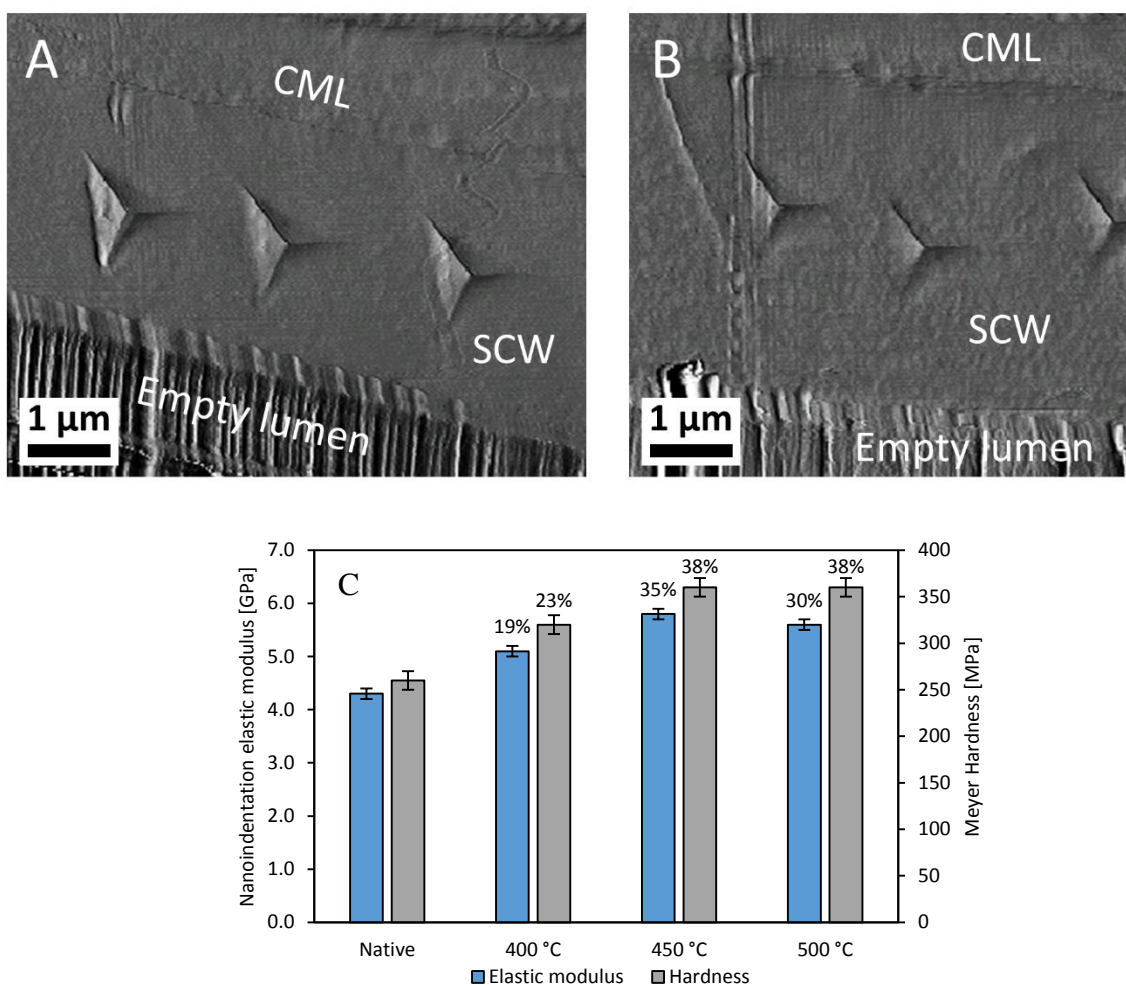 A
CML
SCW
Empty lumen
1 µm
B
CML
SCW
Empty lumen
1 µm
C
Nanoindentation elastic modulus [GPa]
7.0
6.0
5.0
4.0
3.0
2.0
1.0
0.0
19%
23%
35%
38%
30%
38%
400
350
300
250
200
150
100
50
0
Meyer Hardness [MPa]
Native
400 °C
450 °C
500 °C
Elastic modulus
Hardness